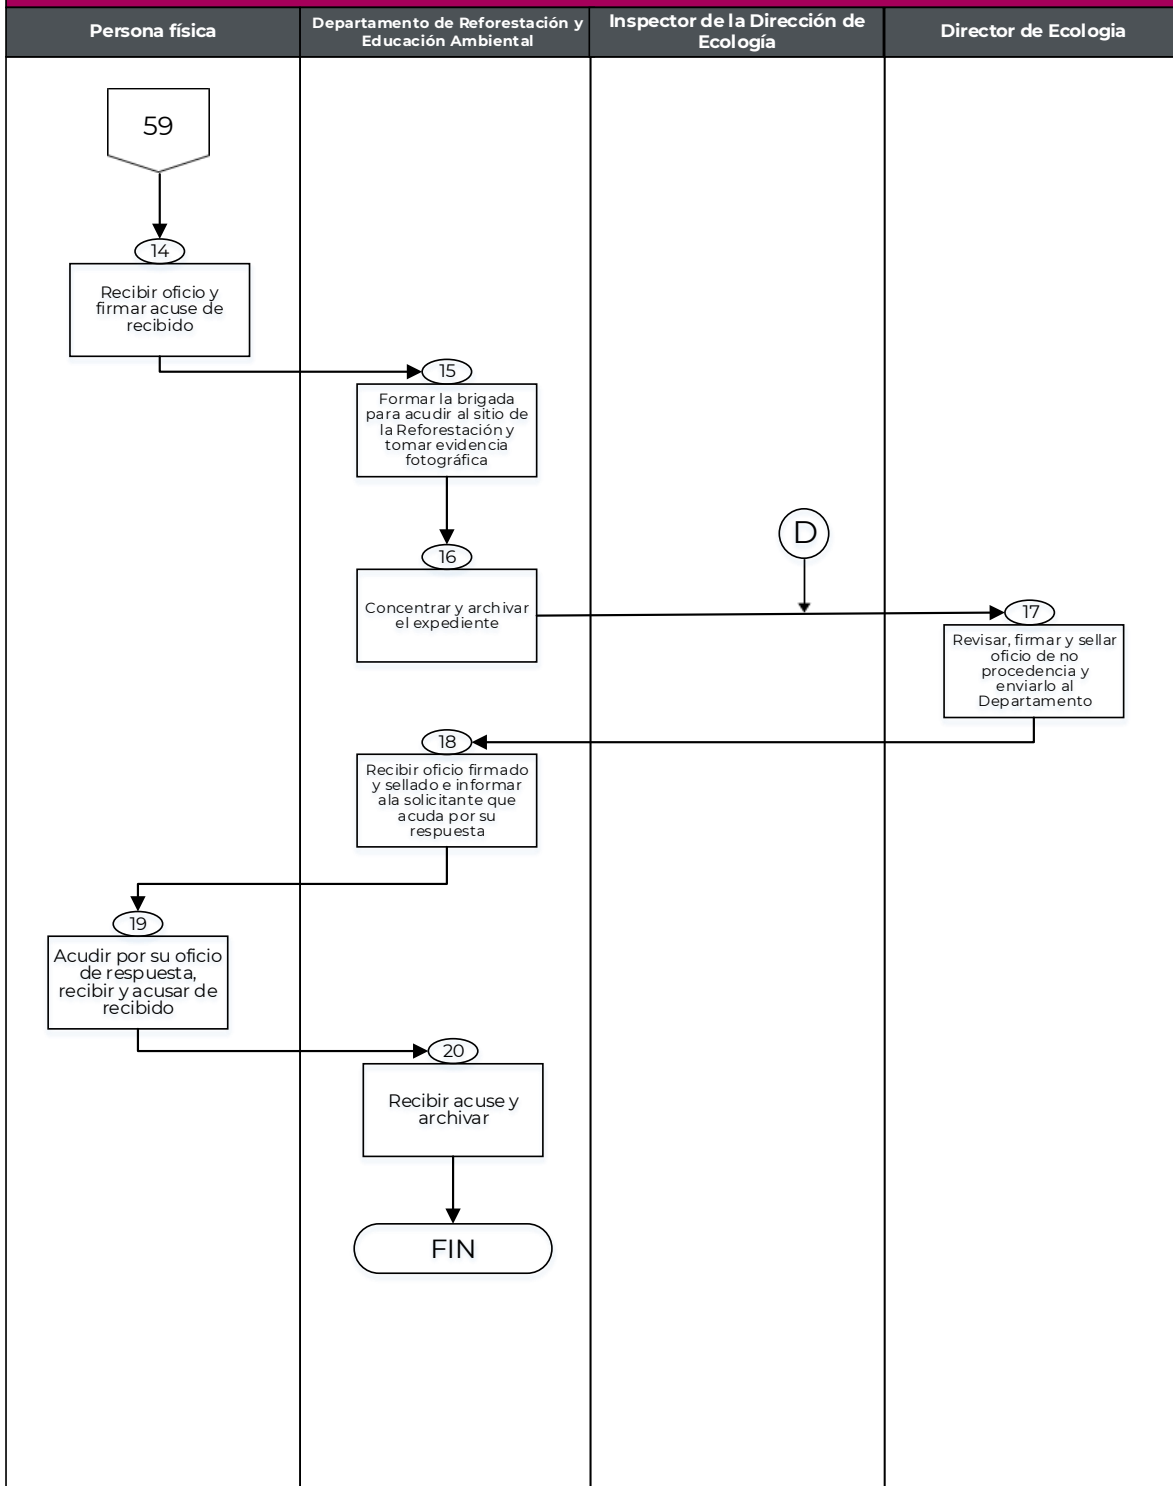 Persona física
Departamento de Reforestación y
Educación Ambiental
Inspector de la Dirección de
Ecología
Director de Ecologia
59
14
Recibir oficio y
firmar acuse de
recibido
15
Formar la brigada
para acudir al sitio de
la Reforestación y
tomar evidencia
fotográfica
D
16
Concentrar y archivar
el expediente
17
Revisar, firmar y sellar
oficio de no
procedencia y
enviarlo al
Departamento
18
Recibir oficio firmado
y sellado e informar
ala solicitante que
acuda por su
respuesta
19
Acudir por su oficio
de respuesta,
recibir y acusar de
recibido
20
Recibir acuse y
archivar
FIN